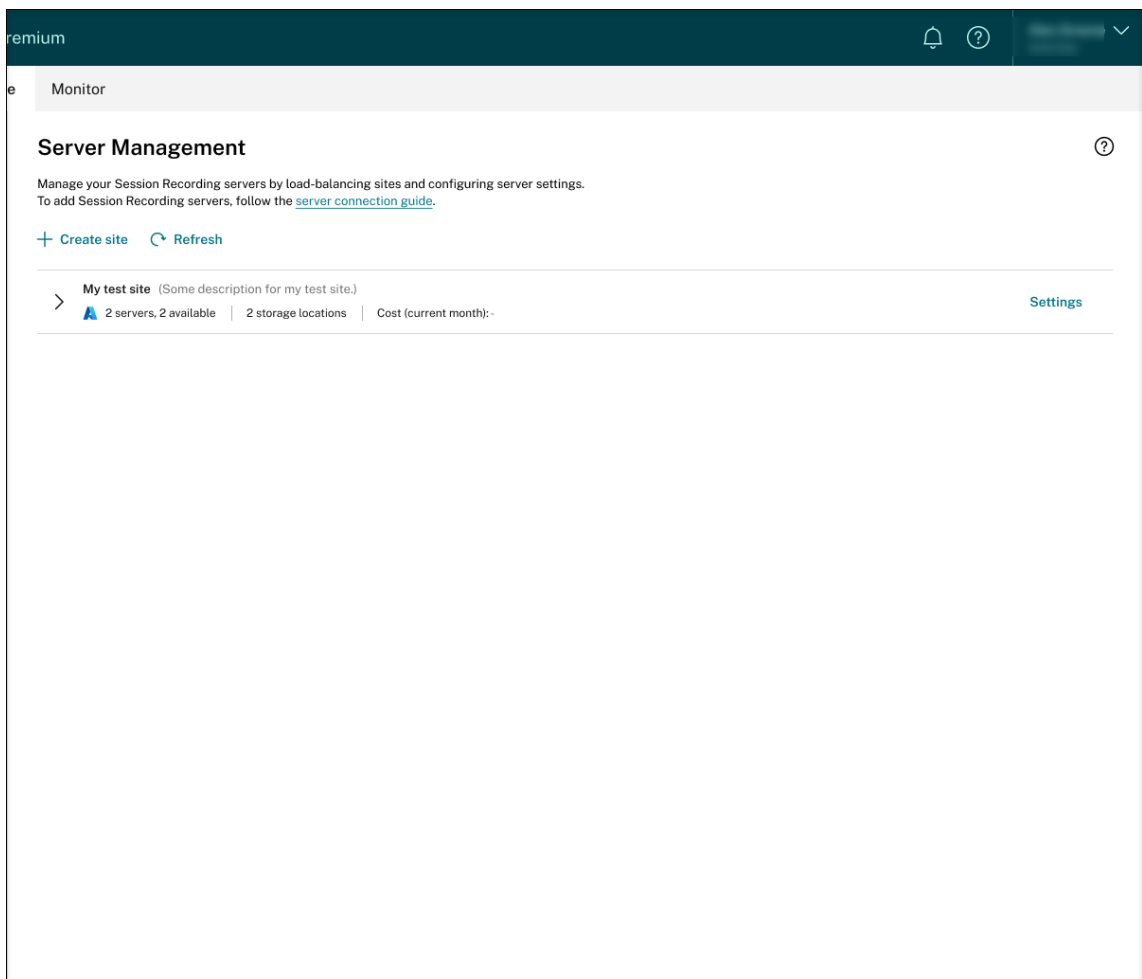 remium
e Monitor
Server Management
Manage your Session Recording servers by load-balancing sites and configuring server settings.
To add Session Recording servers, follow the server connection guide.
Create site Refresh
My test site (Some description for my test site.)
2 servers, 2 available 2 storage locations Cost (current month): -
Settings